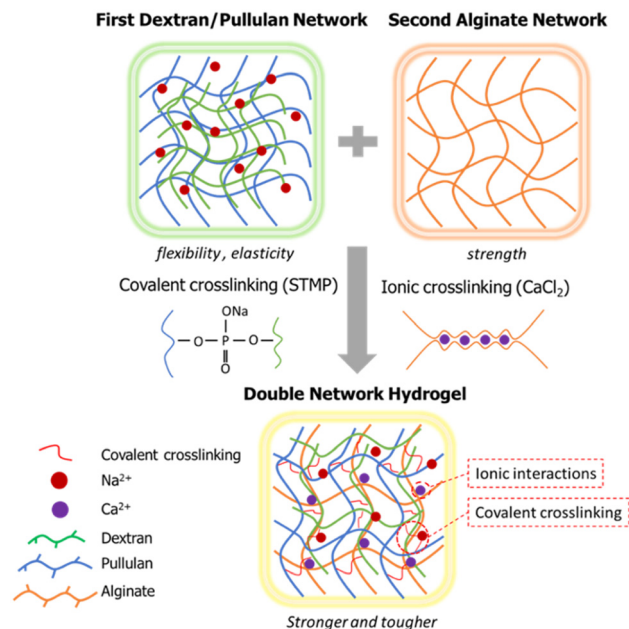 First Dextran/Pullulan Network
Second Alginate Network
flexibility, elasticity
strength
Covalent crosslinking (STMP)
Ionic crosslinking (CaCl₂)
ONa
O P O
O
Double Network Hydrogel
Covalent crosslinking
Na²⁺
Ca²⁺
Dextran
Pullulan
Alginate
Ionic interactions
Covalent crosslinking
Stronger and tougher